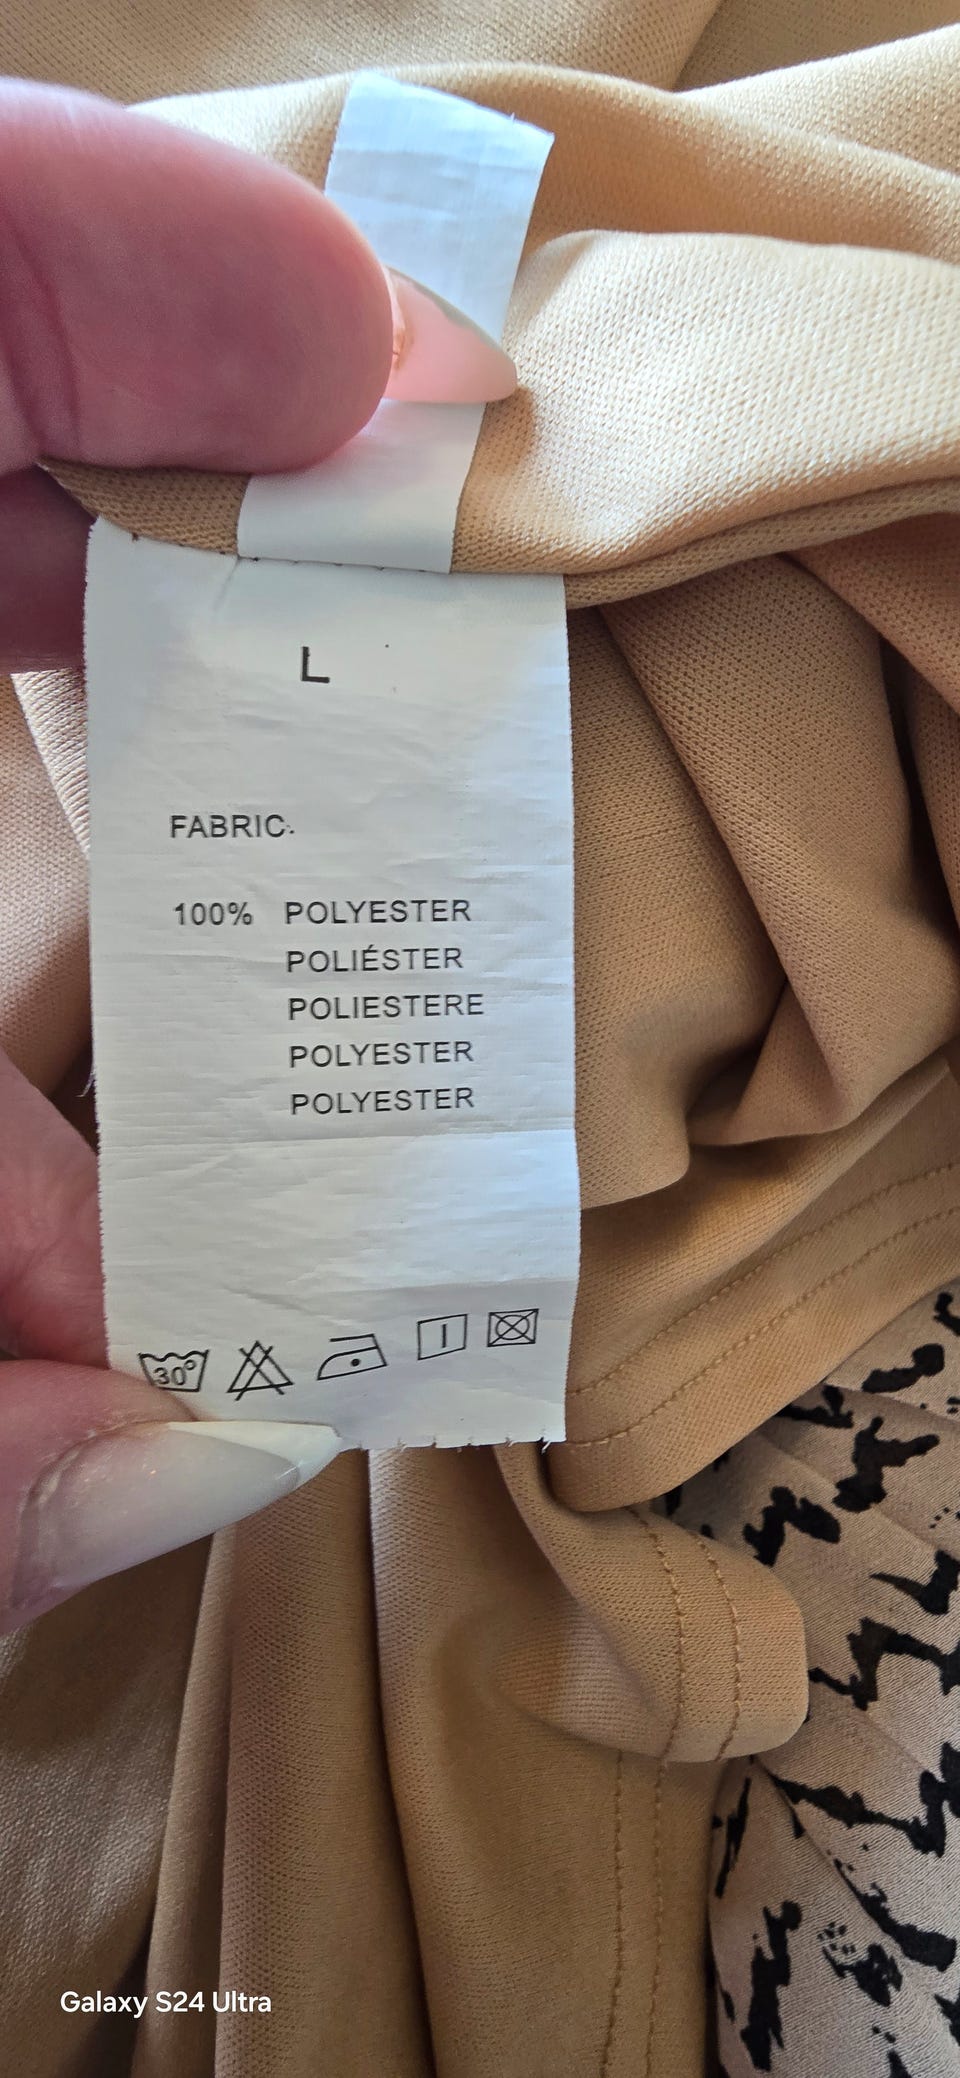 L
FABRIC:
100% POLYESTER
POLIÉSTER
POLIESTERE
POLYESTER
POLYESTER
30°
Galaxy S24 Ultra